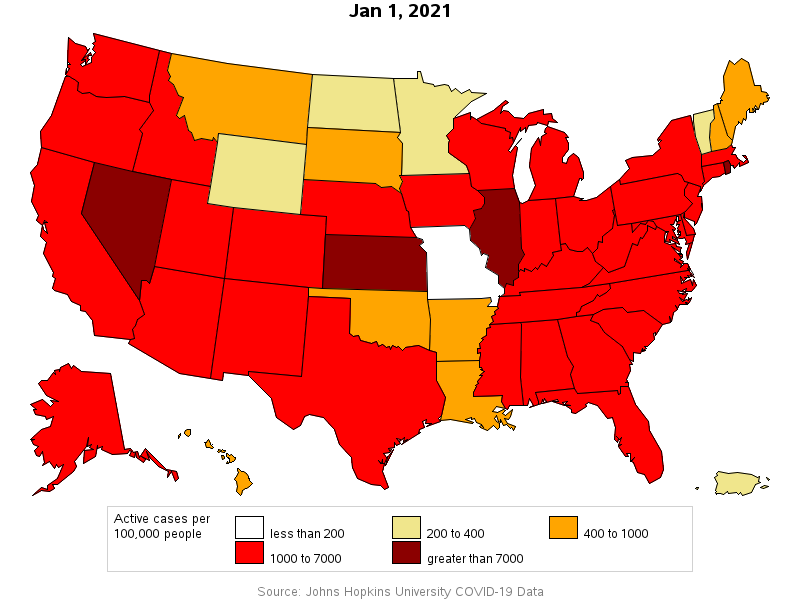 Jan 1, 2021
Active cases per
100,000 people
less than 200
200 to 400
400 to 1000
1000 to 7000
greater than 7000
Source: Johns Hopkins University COVID-19 Data